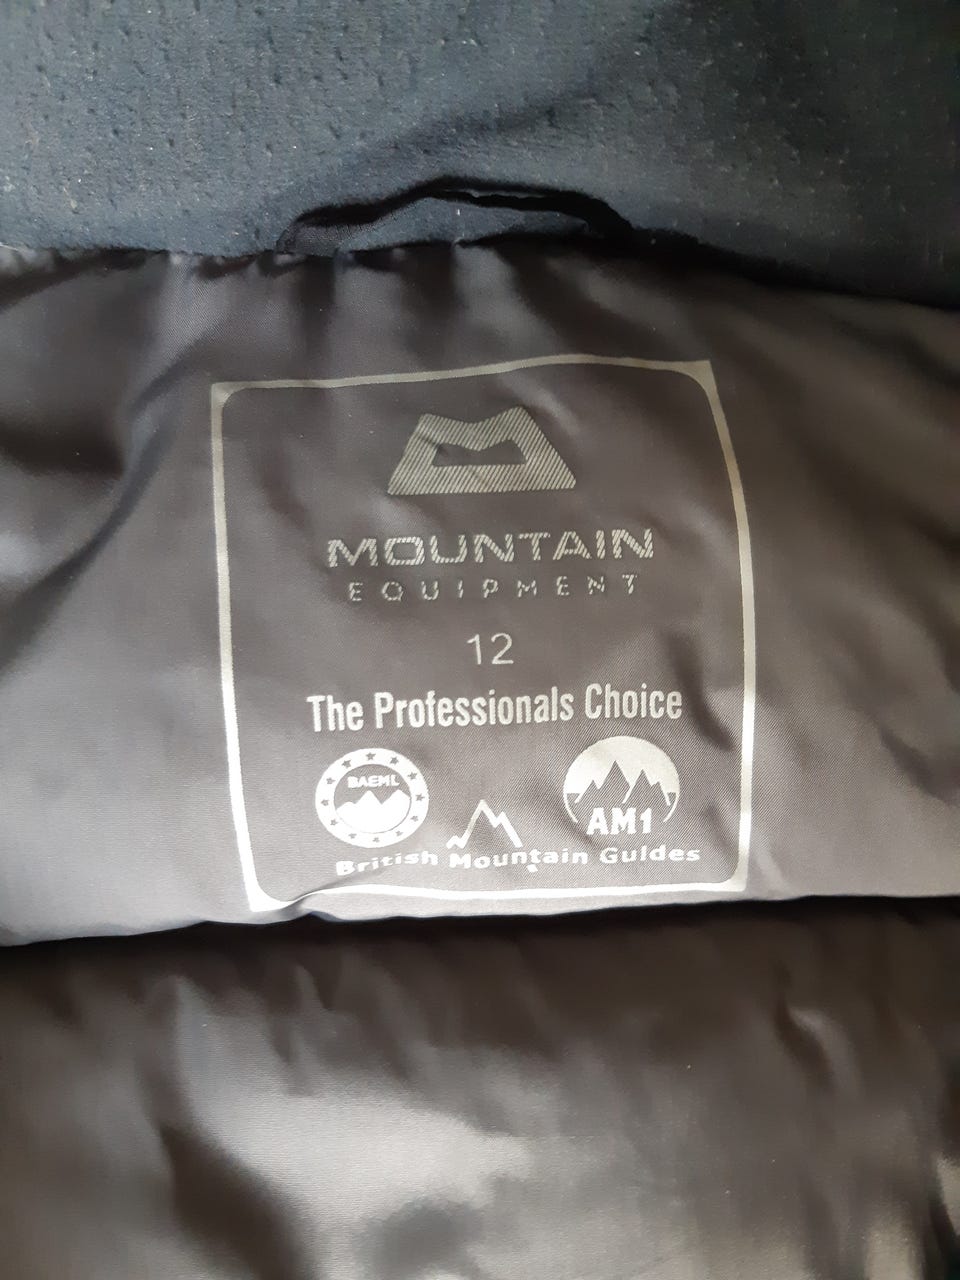 MOUNTAIN
EQUIPMENT
12
The Professionals Choice
BAEML
AM1
British Mountain Guides